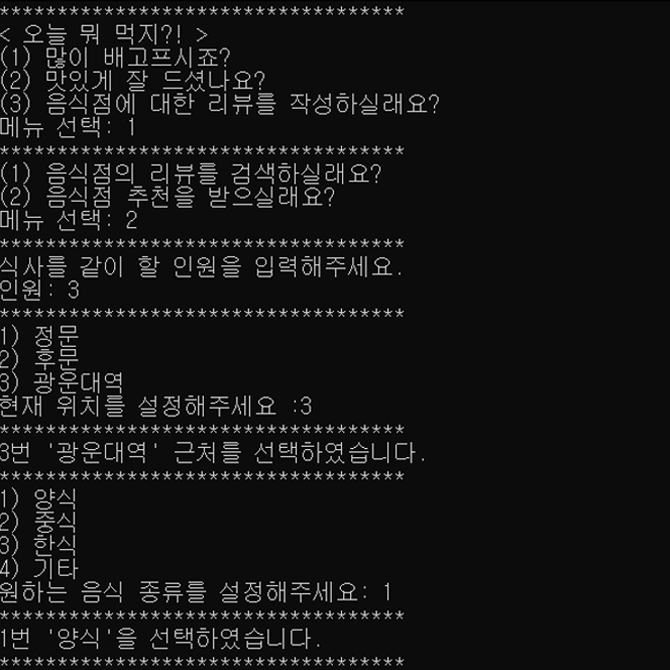 ***********************************
< 오늘 뭐 먹지?! >
(1) 많이 배고프시죠?
(2) 맛있게 잘 드셨나요?
(3) 음식점에 대한 리뷰를 작성하실래요?
메뉴 선택: 1
***********************************
(1) 음식점의 리뷰를 검색하실래요?
(2) 음식점 추천을 받으실래요?
메뉴 선택: 2
***********************************
식사를 같이 할 인원을 입력해주세요.
인원: 3
***********************************
1) 정문
2) 후문
3) 광운대역
현재 위치를 설정해주세요 :3
***********************************
3번 '광운대역' 근처를 선택하였습니다.
***********************************
1) 양식
2) 중식
3) 한식
4) 기타
원하는 음식 종류를 설정해주세요: 1
***********************************
1번 '양식'을 선택하였습니다.
***********************************